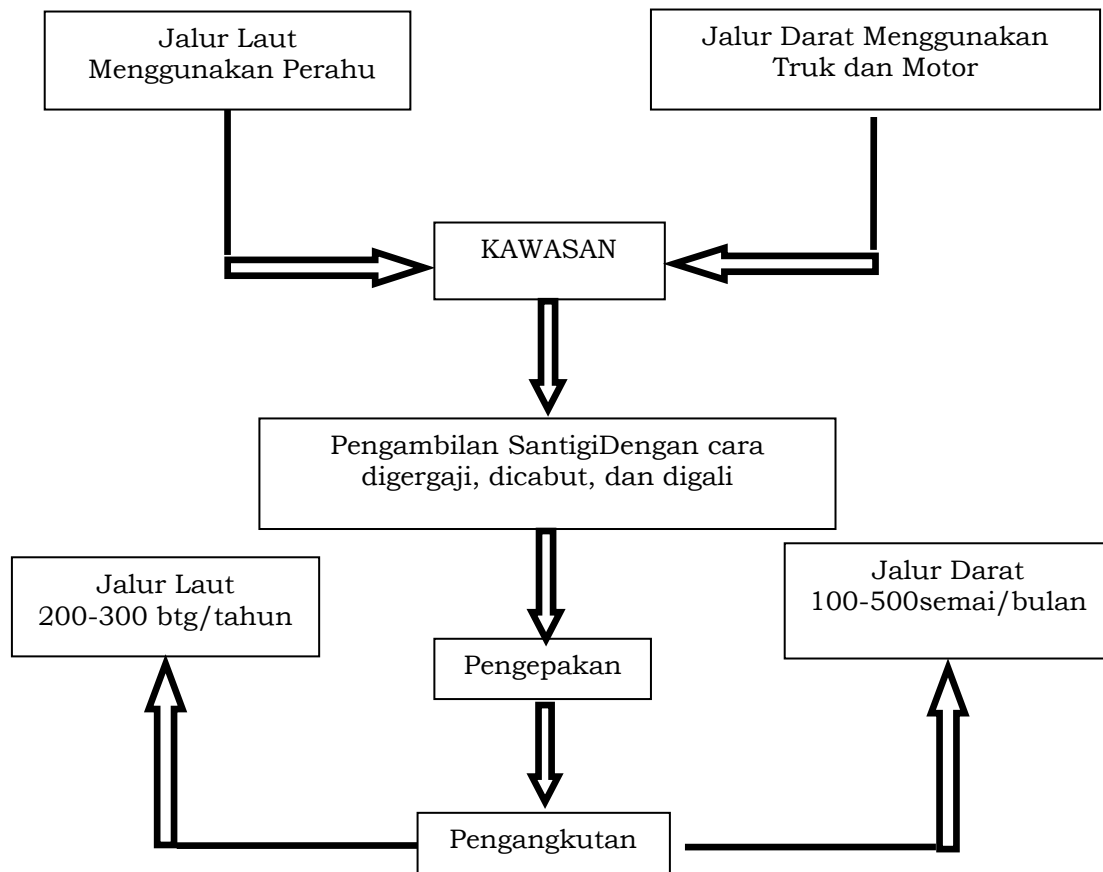 Jalur Laut
Menggunakan Perahu
Jalur Darat Menggunakan
Truk dan Motor
KAWASAN
Pengambilan SantigiDengan cara
digergaji, dicabut, dan digali
Jalur Laut
200-300 btg/tahun
Jalur Darat
100-500semai/bulan
Pengepakan
Pengangkutan